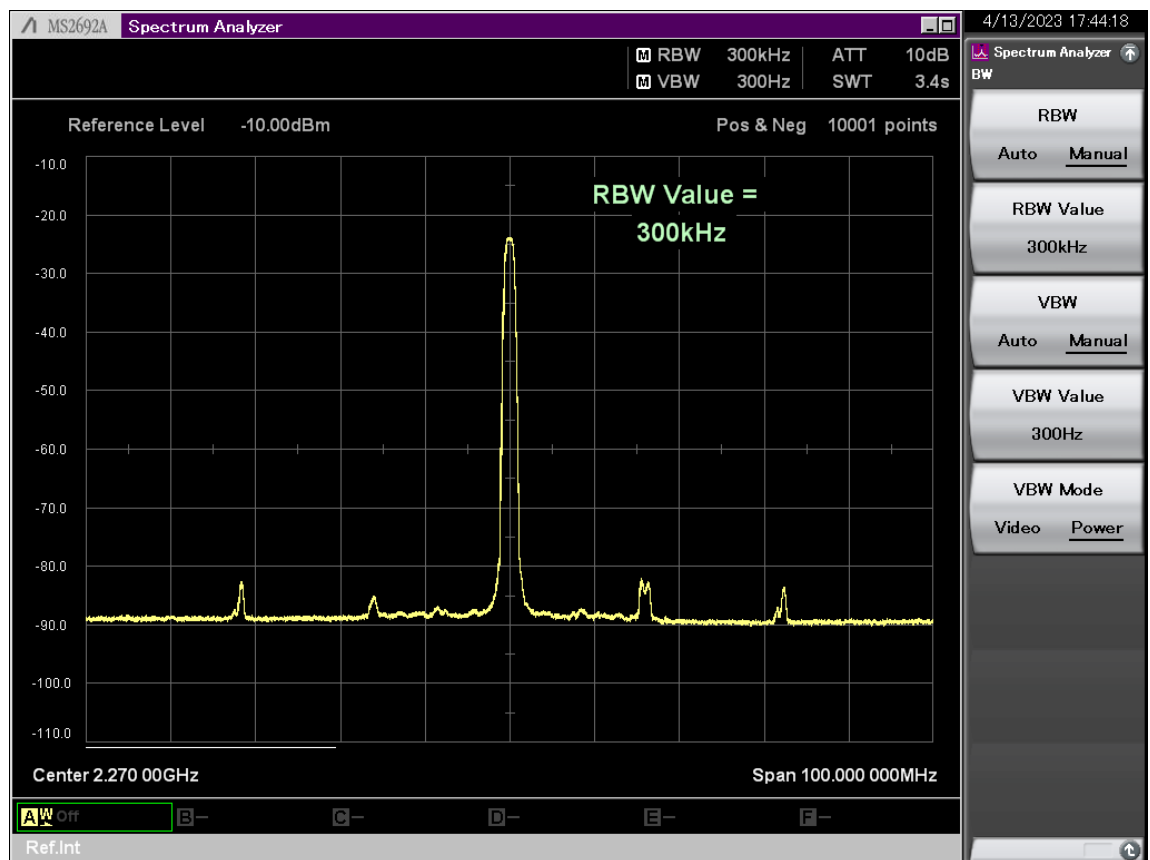 MS2692A Spectrum Analyzer
4/13/2023 17:44:18
M RBW 300kHz ATT 10dB
M VBW 300Hz SWT 3.4s
Reference Level -10.00dBm Pos & Neg 10001 points
-10.0
-20.0
-30.0
-40.0
-50.0
-60.0
-70.0
-80.0
-90.0
-100.0
-110.0
RBW Value =
300kHz
Center 2.270 00GHz Span 100.000 000MHz
A W Off B- C- D- E- F-
Ref.Int
Spectrum Analyzer
BW
RBW
Auto Manual
RBW Value
300kHz
VBW
Auto Manual
VBW Value
300Hz
VBW Mode
Video Power